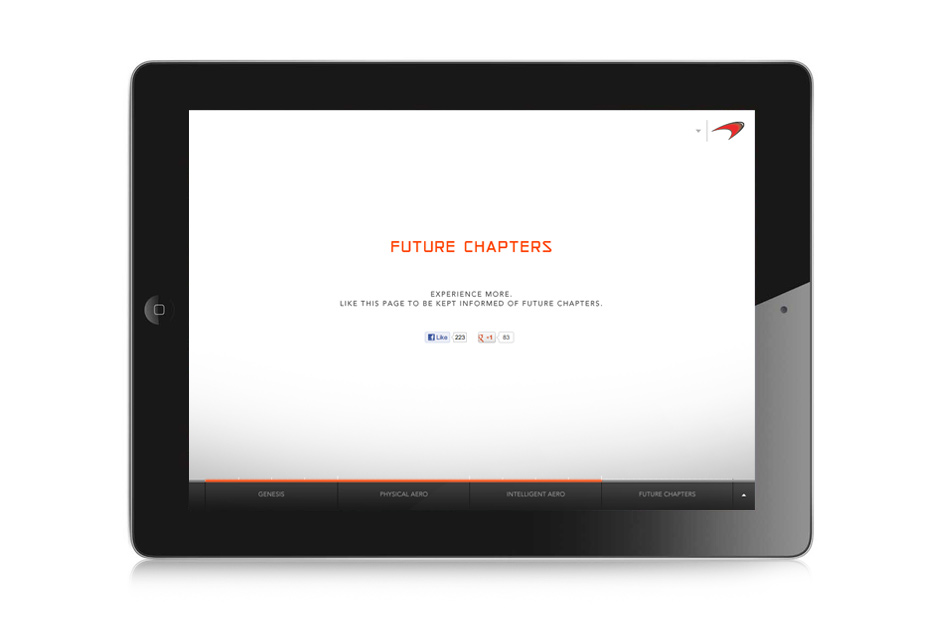 FUTURE CHAPTERS
EXPERIENCE MORE.
LIKE THIS PAGE TO BE KEPT INFORMED OF FUTURE CHAPTERS.
Like 223 +1 83
GENESIS PHYSICAL AERO INTELLIGENT AERO FUTURE CHAPTERS